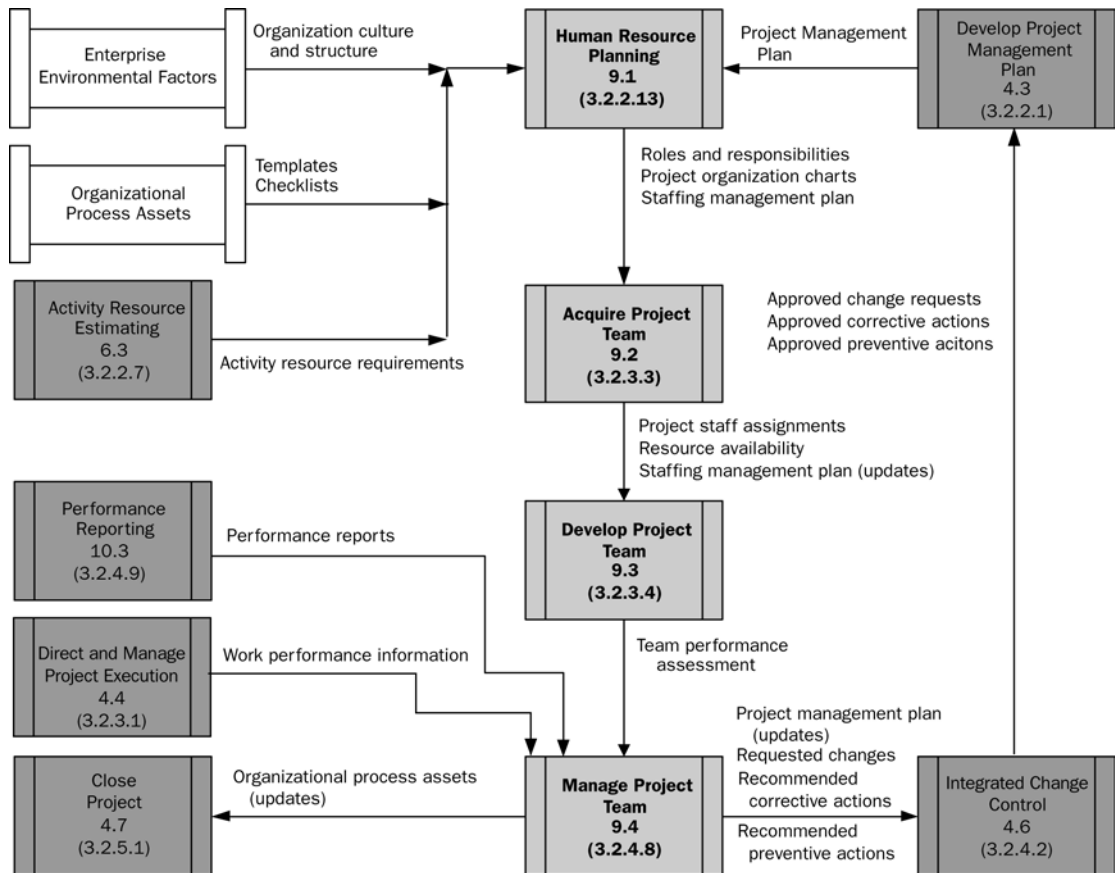 Enterprise
Environmental Factors
Organization culture
and structure
Human Resource
Planning
9.1
(3.2.2.13)
Project Management
Plan
Develop Project
Management
Plan
4.3
(3.2.2.1)
Organizational
Process Assets
Templates
Checklists
Roles and responsibilities
Project organization charts
Staffing management plan
Activity Resource
Estimating
6.3
(3.2.2.7)
Activity resource requirements
Acquire Project
Team
9.2
(3.2.3.3)
Approved change requests
Approved corrective actions
Approved preventive acitons
Project staff assignments
Resource availability
Staffing management plan (updates)
Performance
Reporting
10.3
(3.2.4.9)
Performance reports
Develop Project
Team
9.3
(3.2.3.4)
Direct and Manage
Project Execution
4.4
(3.2.3.1)
Work performance information
Team performance
assessment
Close
Project
4.7
(3.2.5.1)
Organizational process assets
(updates)
Manage Project
Team
9.4
(3.2.4.8)
Project management plan
(updates)
Requested changes
Recommended
corrective actions
Recommended
preventive actions
Integrated Change
Control
4.6
(3.2.4.2)